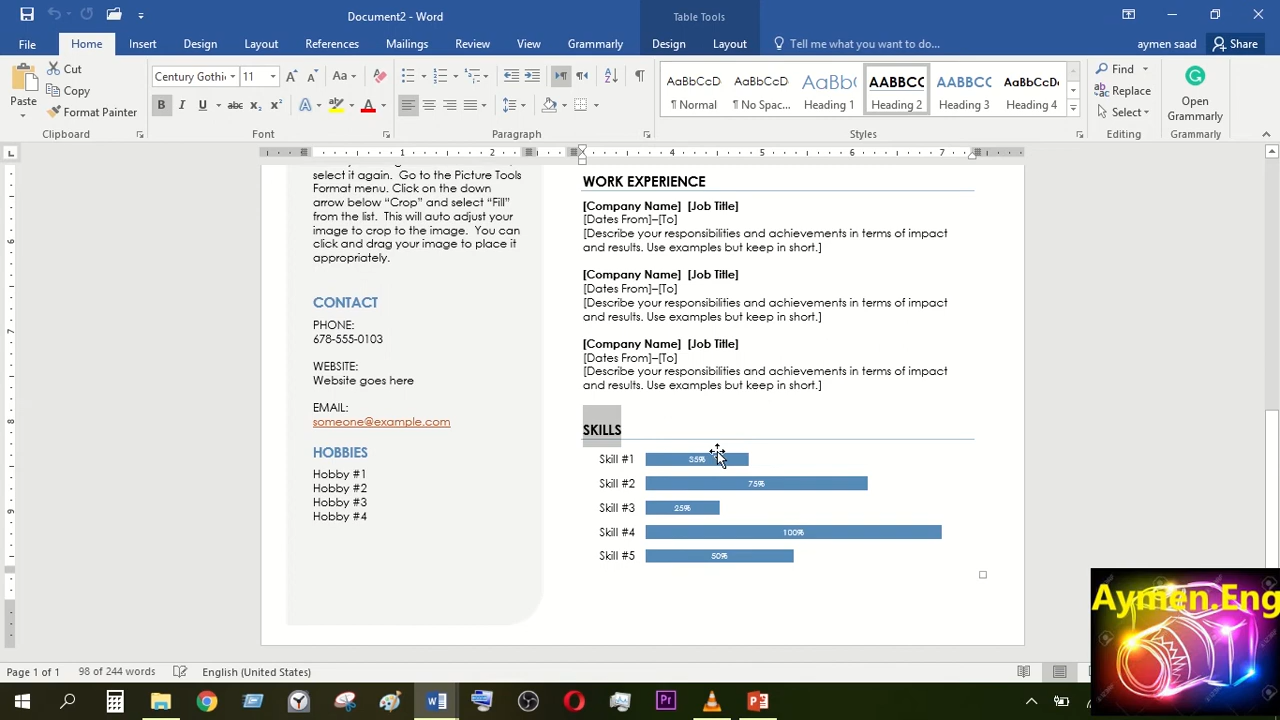 Document2 - Word
Table Tools
File Home Insert Design Layout References Mailings Review View Grammarly Design Layout Tell me what you want to do... aymen saad Share
Paste
Cut
Copy
Format Painter
Century Gothi 11
AaBbCcD ¶ Normal
AaBbCcD ¶ No Spac...
AaBbC Heading
AABBCC Heading 2
AABBCC Heading 3
AaBbCcDc Heading 4
Find
Replace
Select
Open
Grammarly
Clipboard Font Paragraph Styles Editing Grammarly
1 2 4 5 6 7
select it again. Go to the Picture Tools
Format menu. Click on the down
arrow below “Crop” and select “Fill”
from the list. This will auto adjust your
image to crop to the image. You can
click and drag your image to place it
appropriately.
CONTACT
PHONE:
678-555-0103
WEBSITE:
Website goes here
EMAIL:
someone@example.com
HOBBIES
Hobby #1
Hobby #2
Hobby #3
Hobby #4
WORK EXPERIENCE
[Company Name] [Job Title]
[Dates From]–[To]
[Describe your responsibilities and achievements in terms of impact
and results. Use examples but keep in short.]
[Company Name] [Job Title]
[Dates From]–[To]
[Describe your responsibilities and achievements in terms of impact
and results. Use examples but keep in short.]
[Company Name] [Job Title]
[Dates From]–[To]
[Describe your responsibilities and achievements in terms of impact
and results. Use examples but keep in short.]
SKILLS
Skill #1 35%
Skill #2 75%
Skill #3 25%
Skill #4 100%
Skill #5 50%
Aymen.Eng
Page 1 of 1 98 of 244 words English (United States)